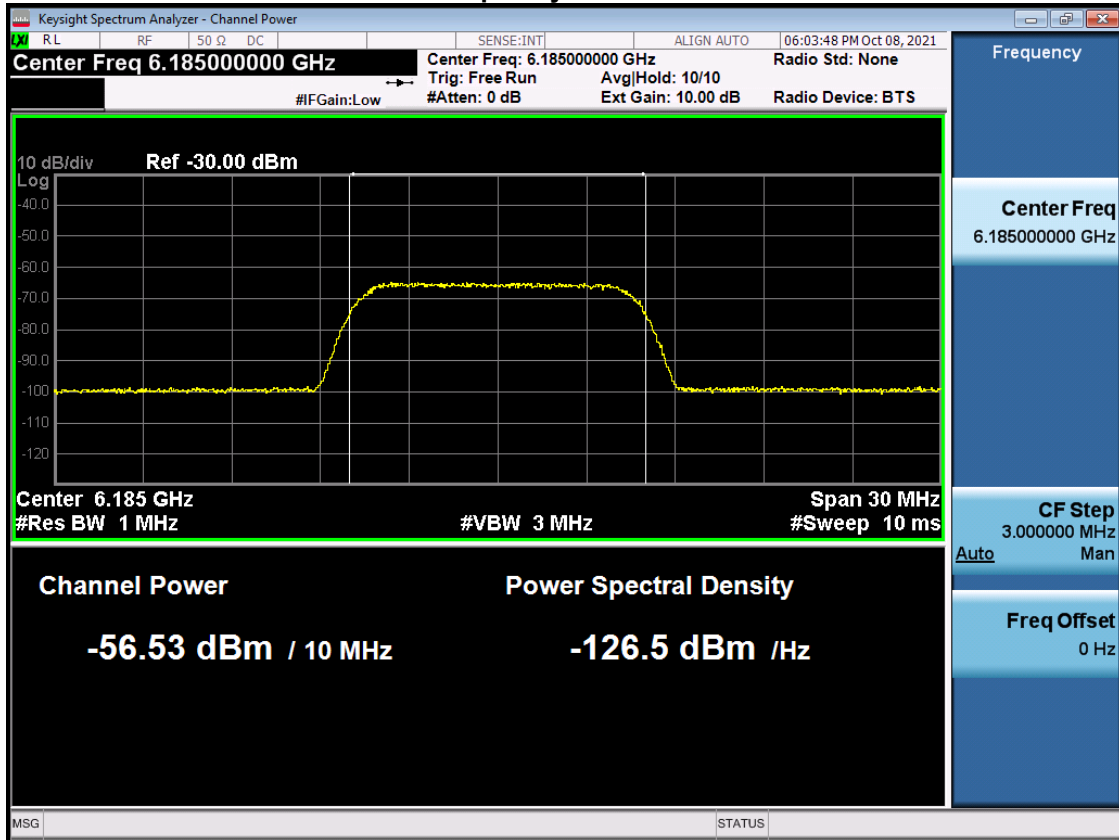 Keysight Spectrum Analyzer - Channel Power
LXI RL RF 50 Ω DC SENSE:INT ALIGN AUTO 06:03:48 PM Oct 08, 2021
Center Freq 6.185000000 GHz
Center Freq: 6.185000000 GHz Radio Std: None
Trig: Free Run Avg|Hold: 10/10
#IFGain:Low #Atten: 0 dB Ext Gain: 10.00 dB Radio Device: BTS
10 dB/div Ref -30.00 dBm
Log
-40.0
-50.0
-60.0
-70.0
-80.0
-90.0
-100
-110
-120
Center 6.185 GHz Span 30 MHz
#Res BW 1 MHz #VBW 3 MHz #Sweep 10 ms
Channel Power Power Spectral Density
-56.53 dBm / 10 MHz -126.5 dBm /Hz
Frequency
Center Freq
6.185000000 GHz
CF Step
3.000000 MHz
Auto Man
Freq Offset
0 Hz
MSG STATUS